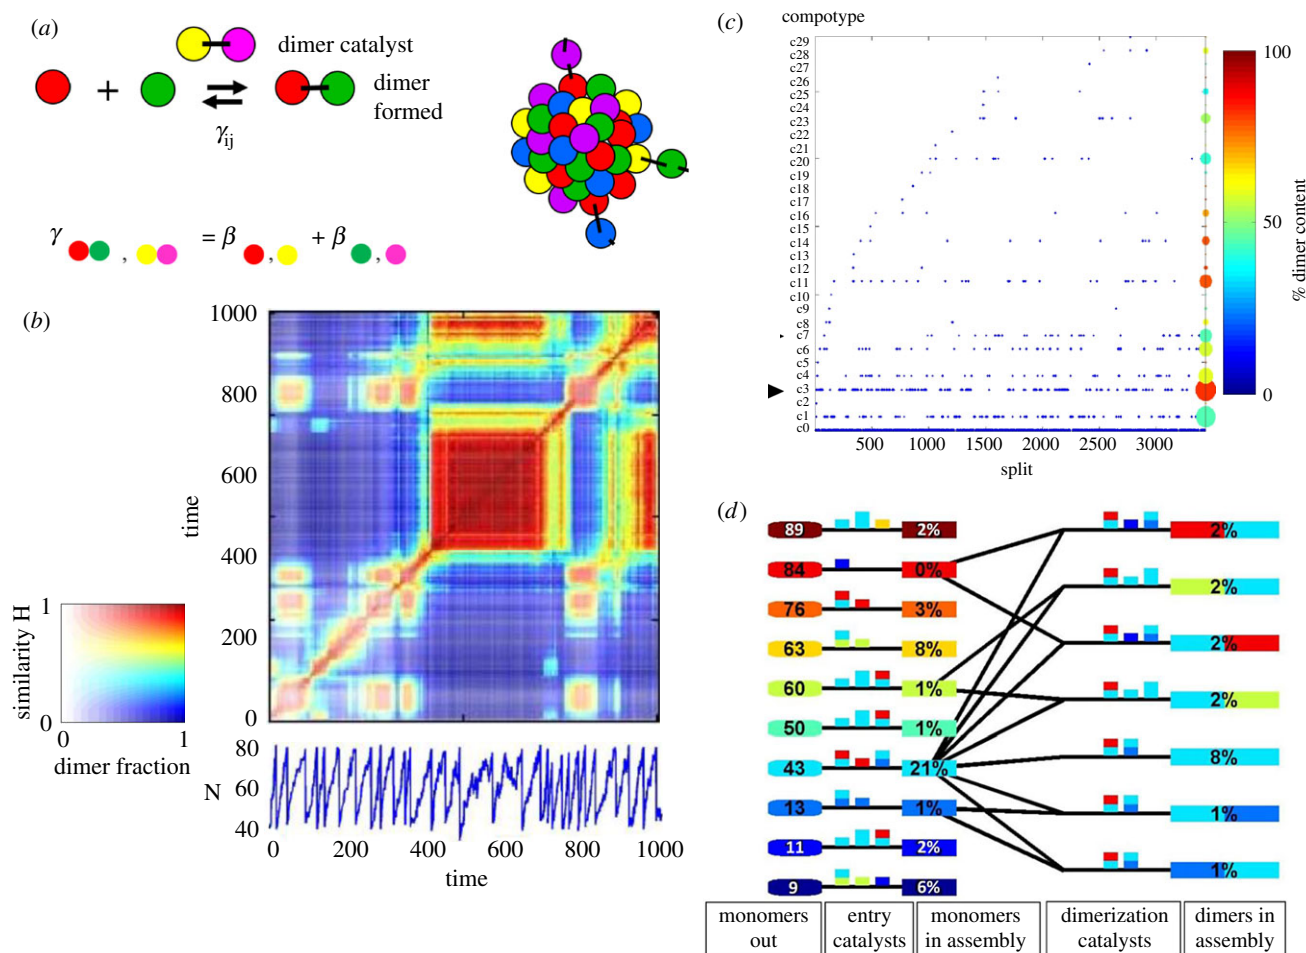 (a)
dimer catalyst
+
dimer
formed
γij
γ , = β , + β ,
(b)
1000
800
600
400
200
0
time
similarity H
1
0
0 1
dimer fraction
N
80
60
40
0 200 400 600 800 1000
time
(c)
compotype
c29
c28
c27
c26
c25
c24
c23
c22
c21
c20
c19
c18
c17
c16
c15
c14
c13
c12
c11
c10
c9
c8
c7
c6
c5
c4
c3
c2
c1
c0
500 1000 1500 2000 2500 3000
split
100
50
0
% dimer content
(d)
89 2% 2%
84 0% 2%
76 3% 2%
63 8% 2%
60 1% 8%
50 1% 1%
43 21% 1%
13 1%
11 2%
9 6%
monomers
out
entry
catalysts
monomers
in assembly
dimerization
catalysts
dimers in
assembly